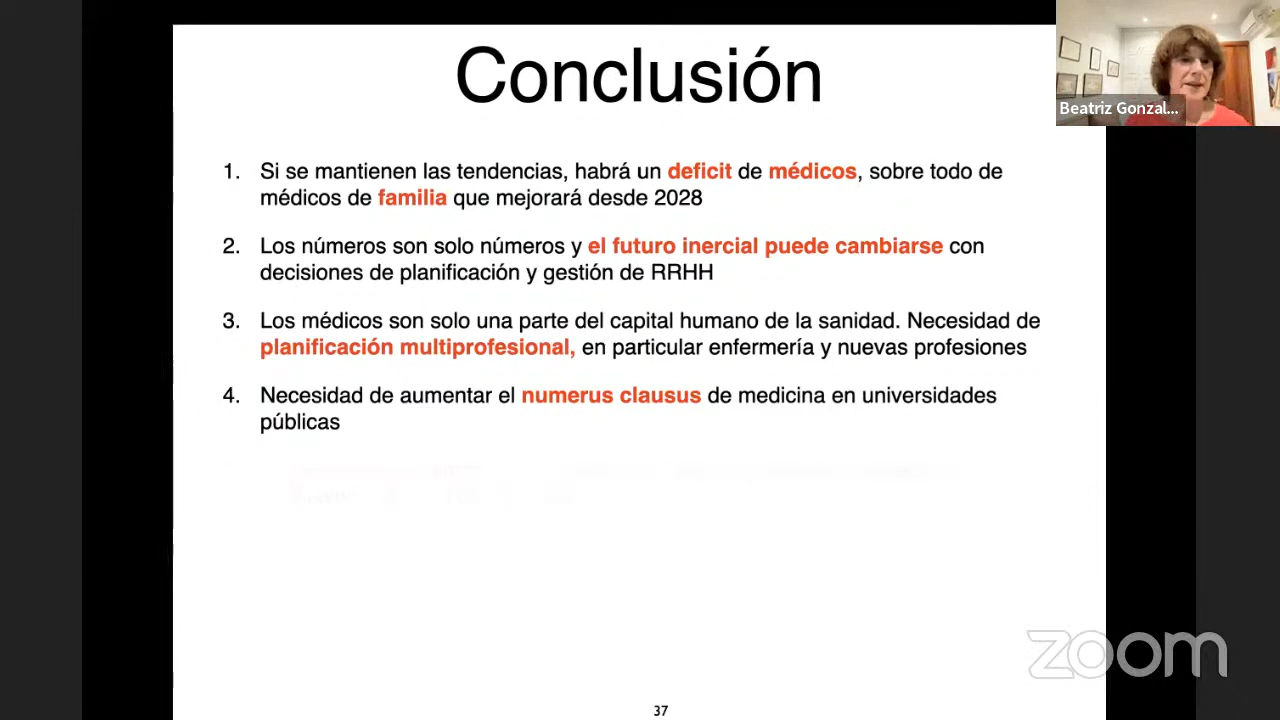 Conclusión
Beatriz Gonzal...
1. Si se mantienen las tendencias, habrá un deficit de médicos, sobre todo de
médicos de familia que mejorará desde 2028
2. Los números son solo números y el futuro inercial puede cambiarse con
decisiones de planificación y gestión de RRHH
3. Los médicos son solo una parte del capital humano de la sanidad. Necesidad de
planificación multiprofesional, en particular enfermería y nuevas profesiones
4. Necesidad de aumentar el numerus clausus de medicina en universidades
públicas
zoom
37